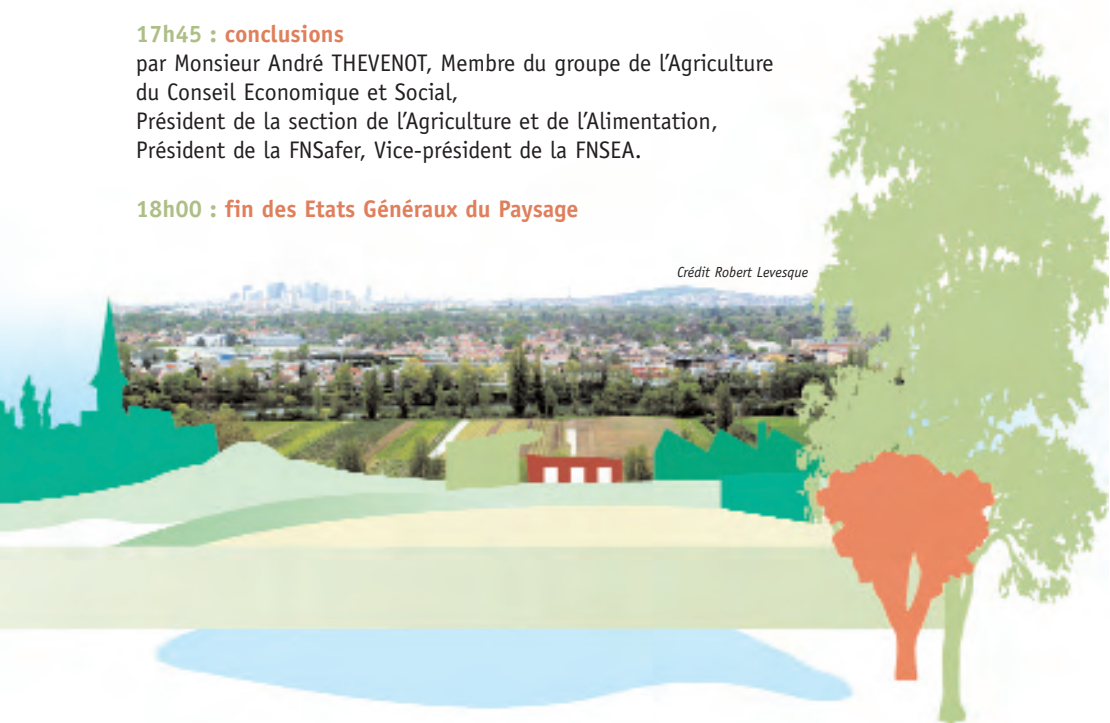 17h45 : conclusions
par Monsieur André THEVENOT, Membre du groupe de l'Agriculture
du Conseil Economique et Social,
Président de la section de l'Agriculture et de l'Alimentation,
Président de la FNSafer, Vice-président de la FNSEA.
18h00 : fin des Etats Généraux du Paysage
Crédit Robert Levesque